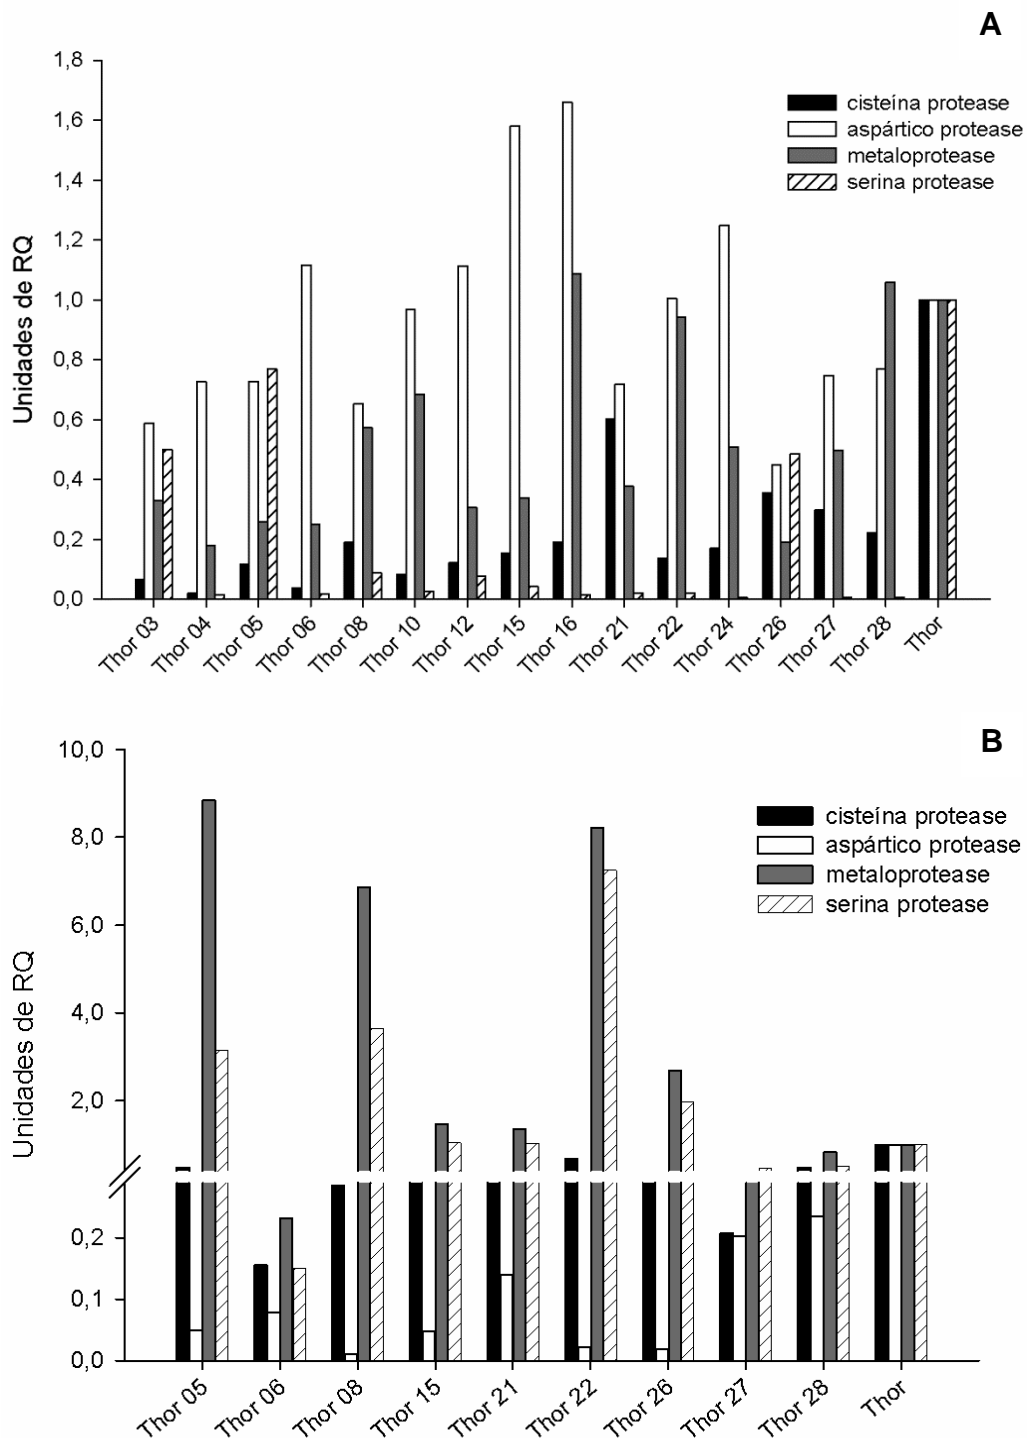 A
1,8
1,6
1,4
1,2
1,0
0,8
0,6
0,4
0,2
0,0
Unidades de RQ
cisteína protease
aspártico protease
metaloprotease
serina protease
Thor 03
Thor 04
Thor 05
Thor 06
Thor 08
Thor 10
Thor 12
Thor 15
Thor 16
Thor 21
Thor 22
Thor 24
Thor 26
Thor 27
Thor 28
Thor
B
10,0
8,0
6,0
4,0
2,0
0,2
0,1
0,0
Unidades de RQ
cisteína protease
aspártico protease
metaloprotease
serina protease
Thor 05
Thor 06
Thor 08
Thor 15
Thor 21
Thor 22
Thor 26
Thor 27
Thor 28
Thor